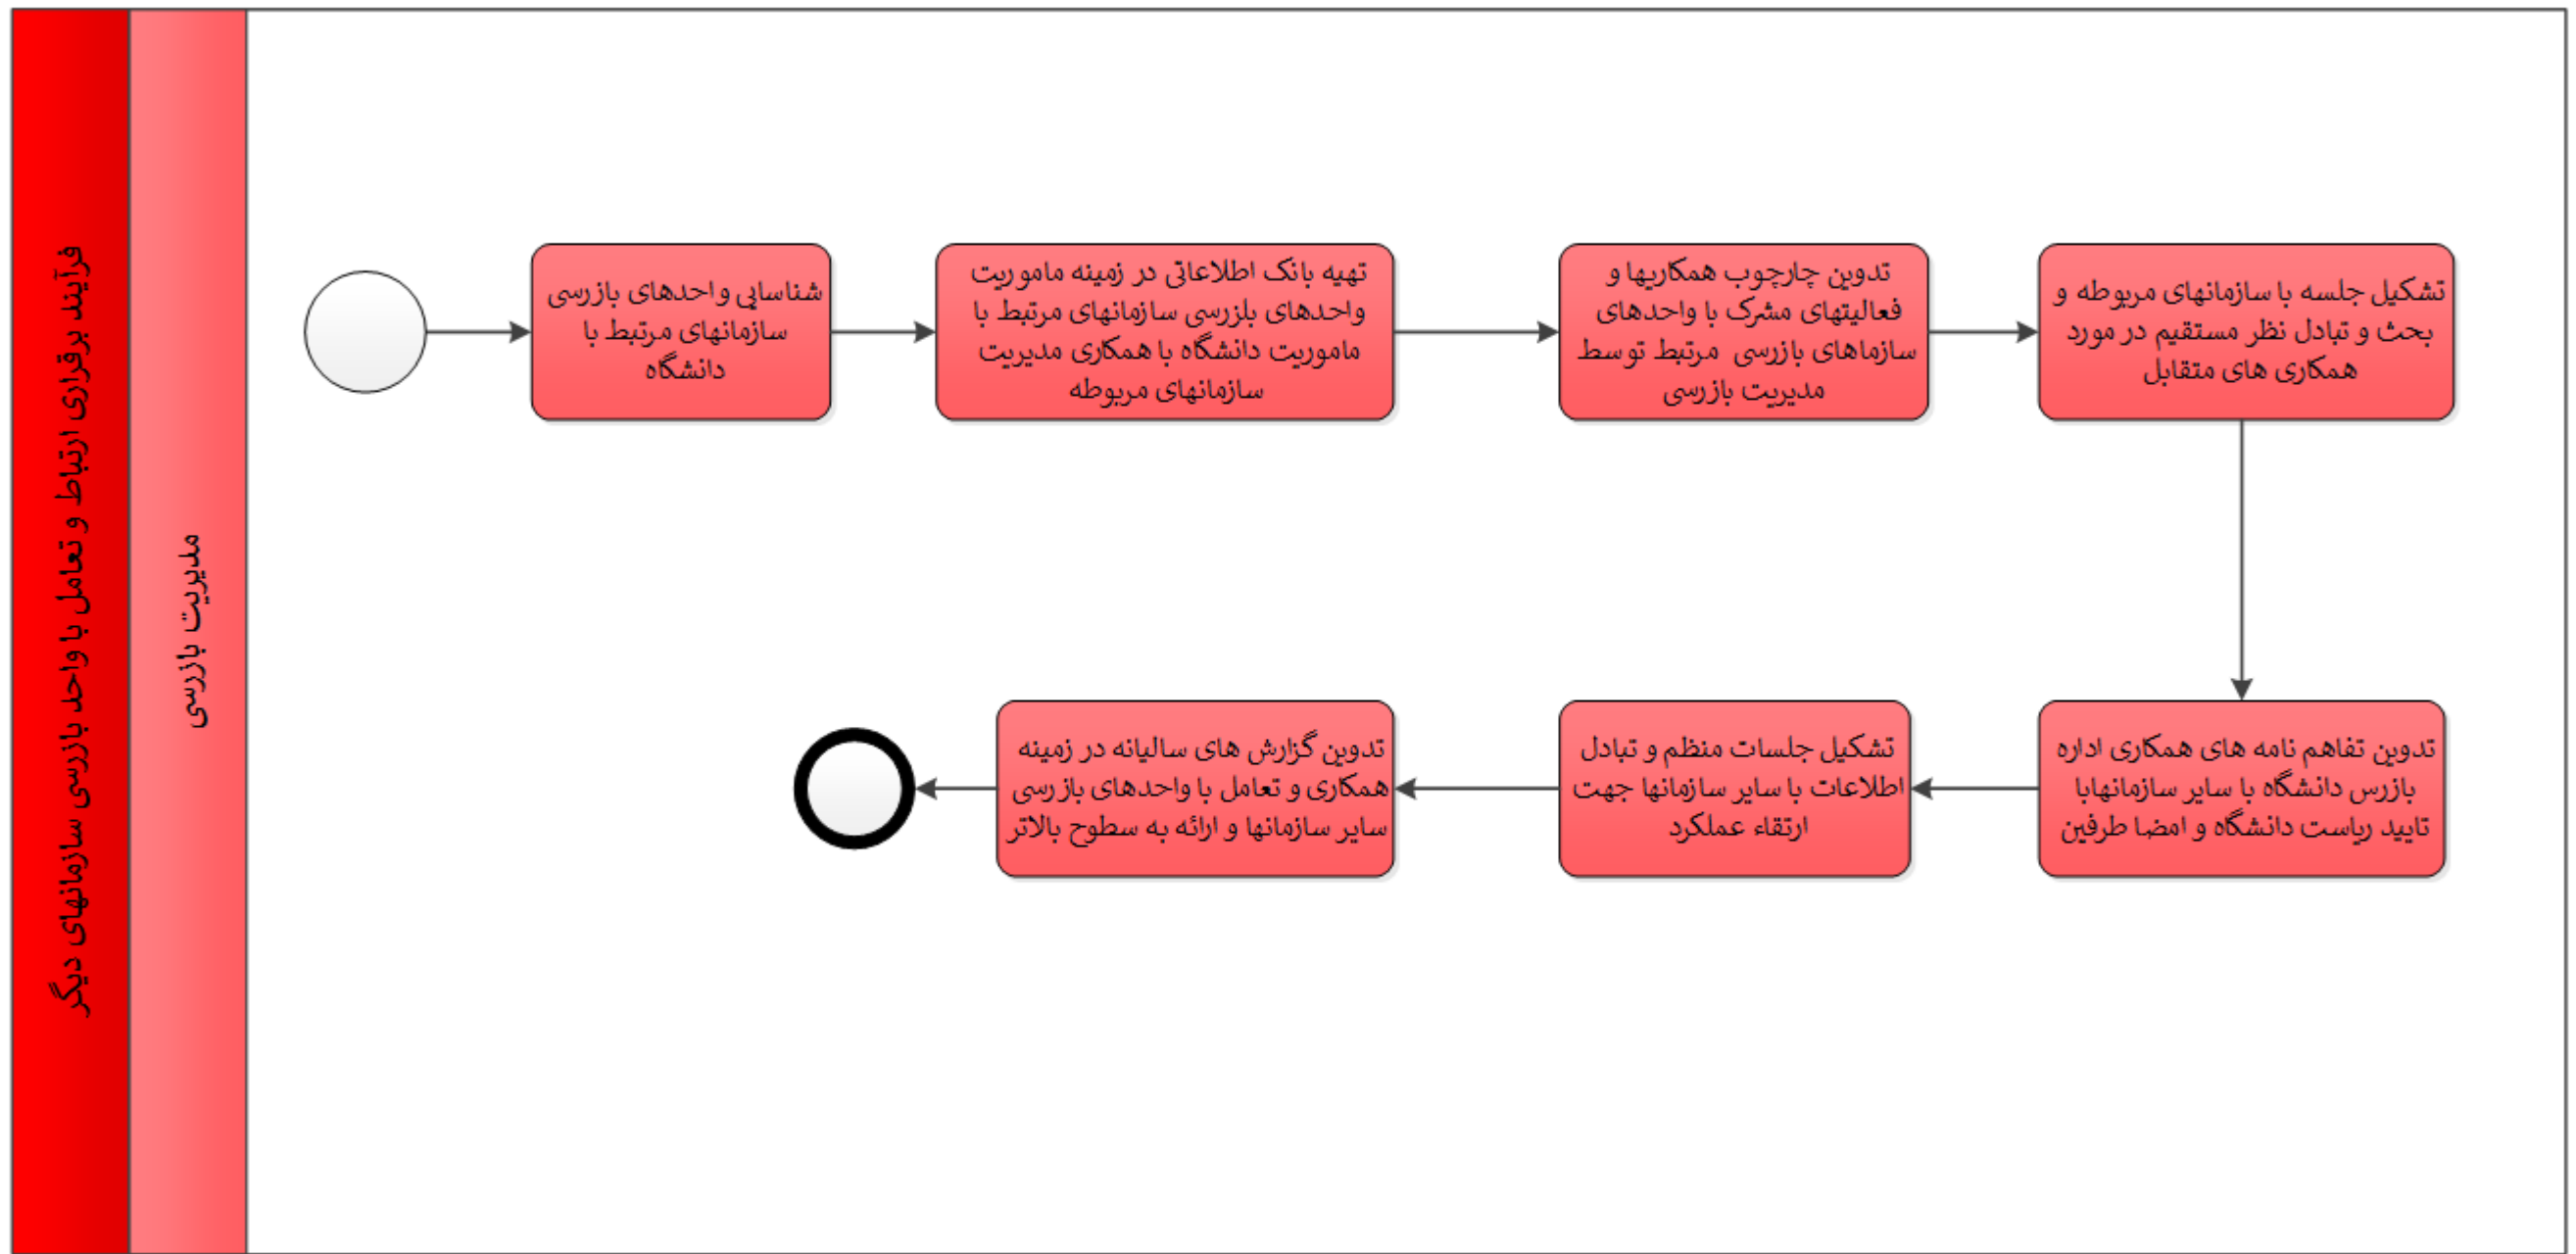 فرآیند برقراری ارتباط و تعامل با واحد بازرسی سازمانهای دیگر
مدیریت بازرسی
شناسایی واحدهای بازرسی
سازمانهای مرتبط با
دانشگاه
تهیه بانک اطلاعاتی در زمینه ماموریت
واحدهای بلزرسی سازمانهای مرتبط با
ماموریت دانشگاه با همکاری مدیریت
سازمانهای مربوطه
تدوین چارچوب همکاریها و
فعالیتهای مشرک با واحدهای
سازماهای بازرسی مرتبط توسط
مدیریت بازرسی
تشکیل جلسه با سازمانهای مربوطه و
بحث و تبادل نظر مستقیم در مورد
همکاری های متقابل
تدوین تفاهم نامه های همکاری اداره
بازرس دانشگاه با سایر سازمانهابا
تایید ریاست دانشگاه و امضا طرفین
تشکیل جلسات منظم و تبادل
اطلاعات با سایر سازمانها جهت
ارتقاء عملکرد
تدوین گزارش های سالیانه در زمینه
همکاری و تعامل با واحدهای بازرسی
سایر سازمانها و ارائه به سطوح بالاتر